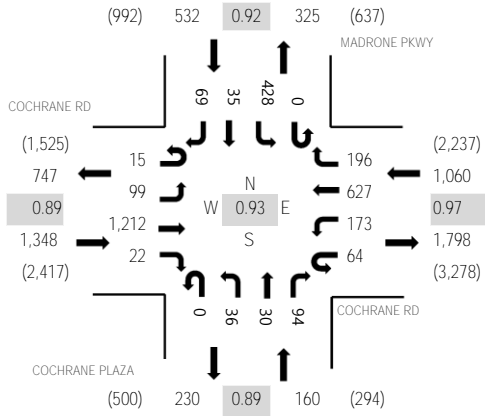 (992) 532 0.92 325 (637)
MADRONE PKWY
69 35 428 0
COCHRANE RD
(1,525) (2,237)
747 15 196 1,060
99 N 627
0.89 W 0.93 E 0.97
1,212 173
1,348 S 1,798
22 64
(2,417) (3,278)
0 36 30 94
COCHRANE RD
COCHRANE PLAZA
(500) 230 0.89 160 (294)